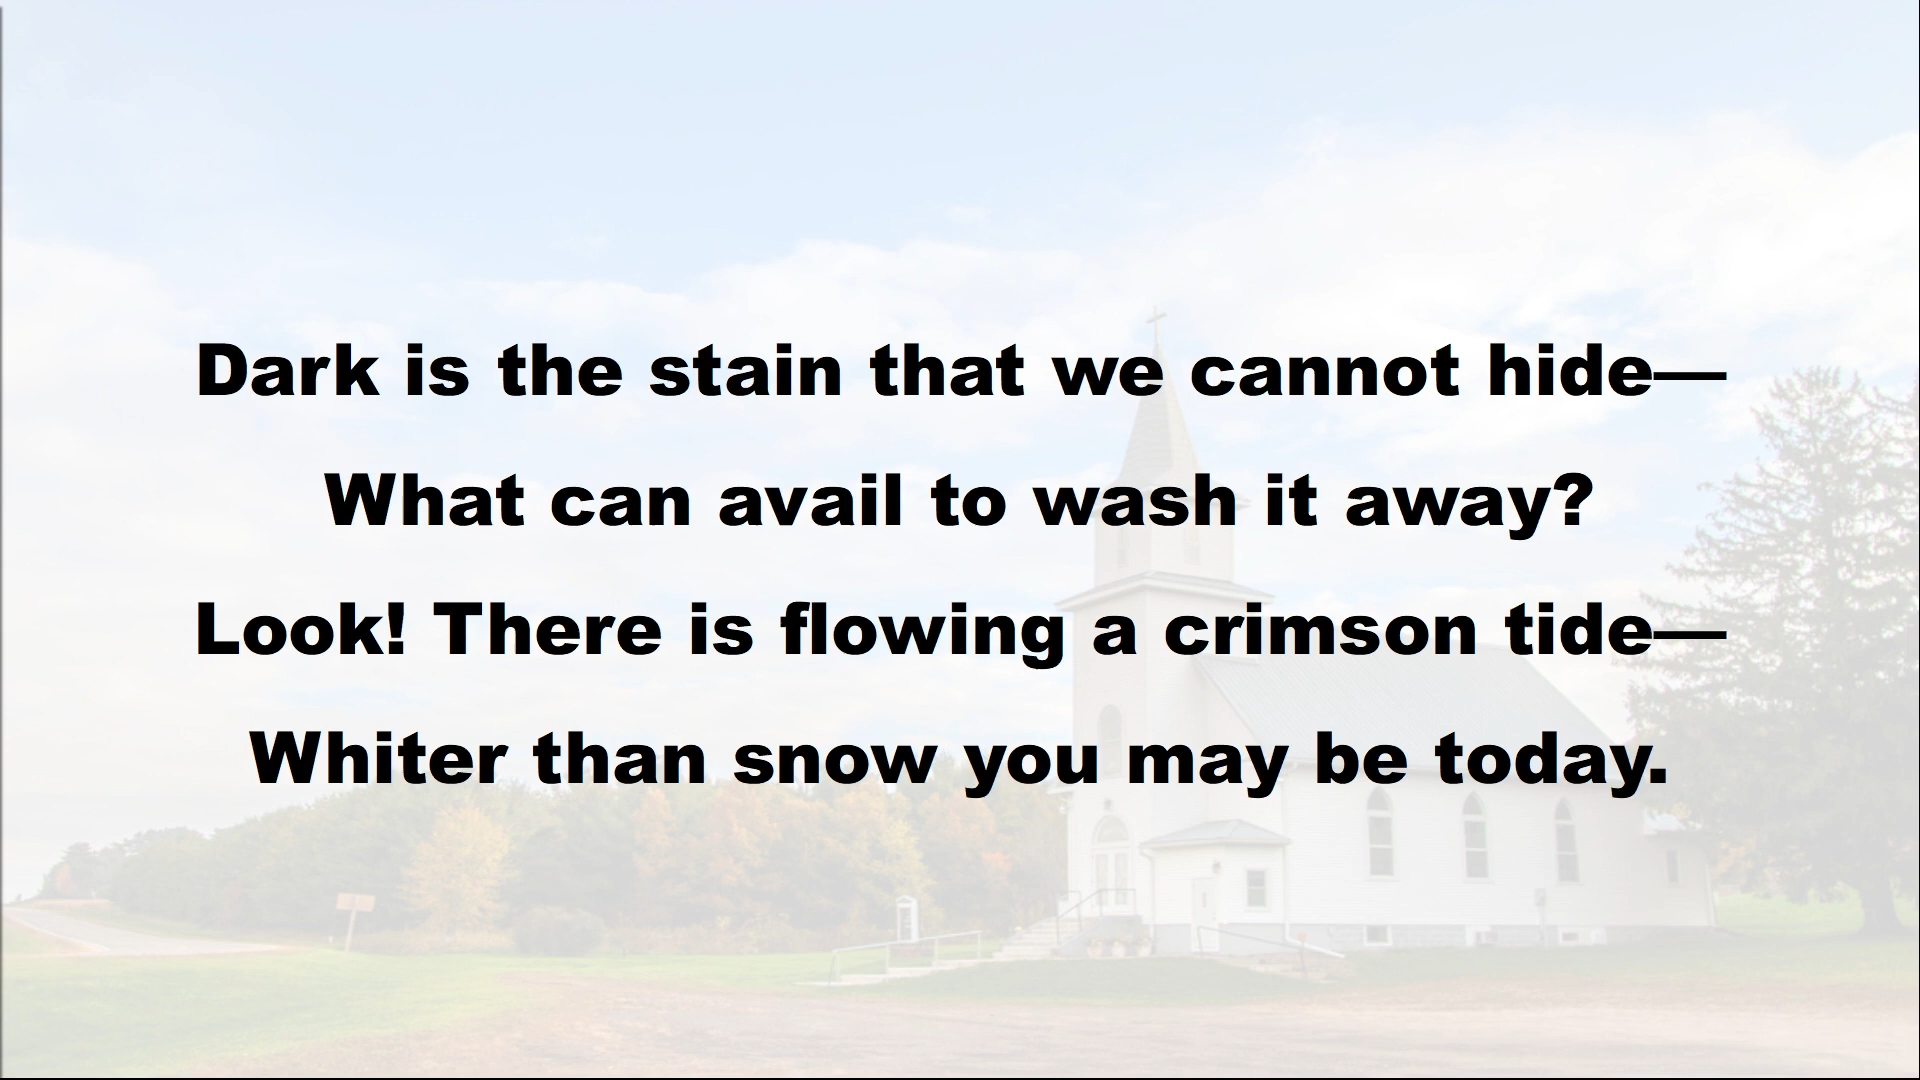 Dark is the stain that we cannot hide—
What can avail to wash it away?
Look! There is flowing a crimson tide—
Whiter than snow you may be today.